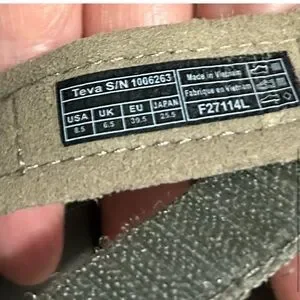 Teva S/N 1006263
USA UK EU JAPAN
8.5 6.5 39.5 25.5
Made in Vietnam
Fabriqué en Vietnam
F27114L